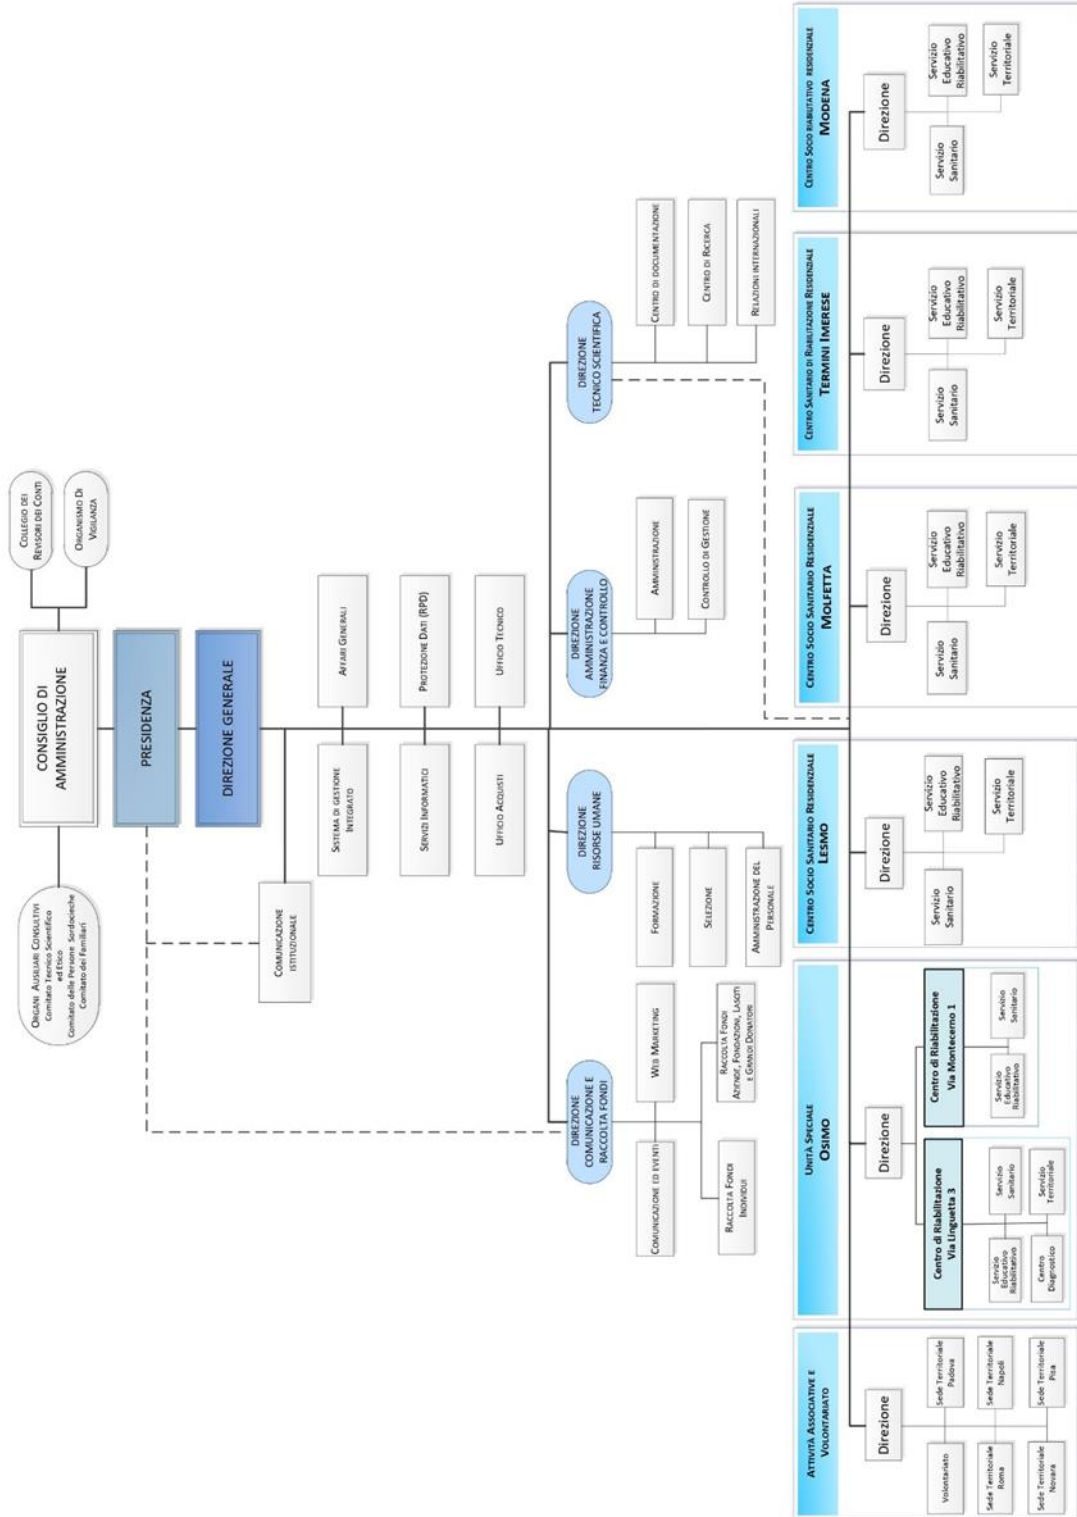 COLLEGIO DEI
REVISORI DEI CONTI
ORGANISMO DI
VIGILANZA
CONSIGLIO DI
AMMINISTRAZIONE
ORGANI AUSILIARI CONSULTIVI
Comitato Tecnico Scientifico
ed Etico
Comitato delle Persone Sordocieche
Comitato dei Familiari
PRESIDENZA
DIREZIONE GENERALE
COMUNICAZIONE
ISTITUZIONALE
SISTEMA DI GESTIONE
INTEGRATO
AFFARI GENERALI
SERVIZI INFORMATICI
PROTEZIONE DATI (RPD)
UFFICIO ACQUISTI
UFFICIO TECNICO
DIREZIONE
COMUNICAZIONE E
RACCOLTA FONDI
COMUNICAZIONE ED EVENTI
WEB MARKETING
RACCOLTA FONDI
INDIVIDUI
RACCOLTA FONDI
AZIENDE, FONDAZIONI, LASCITI
E GRANDI DONATORI
DIREZIONE
RISORSE UMANE
FORMAZIONE
SELEZIONE
AMMINISTRAZIONE DEL
PERSONALE
DIREZIONE
AMMINISTRAZIONE
FINANZA E CONTROLLO
AMMINISTRAZIONE
CONTROLLO DI GESTIONE
DIREZIONE
TECNICO SCIENTIFICA
CENTRO DI DOCUMENTAZIONE
CENTRO DI RICERCA
RELAZIONI INTERNAZIONALI
ATTIVITÀ ASSOCIATIVE E
VOLONTARIATO
Direzione
Volontariato
Sede Territoriale
Padova
Sede Territoriale
Roma
Sede Territoriale
Napoli
Sede Territoriale
Novara
Sede Territoriale
Pisa
UNITÀ SPECIALE
OSIMO
Direzione
Centro di Riabilitazione
Via Linguetta 3
Servizio
Educativo
Riabilitativo
Servizio
Sanitario
Centro
Diagnostico
Servizio
Territoriale
Centro di Riabilitazione
Via Montecerno 1
Servizio
Educativo
Riabilitativo
Servizio
Sanitario
CENTRO SOCIO SANITARIO RESIDENZIALE
LESMO
Direzione
Servizio
Sanitario
Servizio
Educativo
Riabilitativo
Servizio
Territoriale
CENTRO SOCIO SANITARIO RESIDENZIALE
MOLFETTA
Direzione
Servizio
Sanitario
Servizio
Educativo
Riabilitativo
Servizio
Territoriale
CENTRO SANITARIO DI RIABILITAZIONE RESIDENZIALE
TERMINI IMERESE
Direzione
Servizio
Sanitario
Servizio
Educativo
Riabilitativo
Servizio
Territoriale
CENTRO SOCIO RIABILITATIVO RESIDENZIALE
MODENA
Direzione
Servizio
Sanitario
Servizio
Educativo
Riabilitativo
Servizio
Territoriale